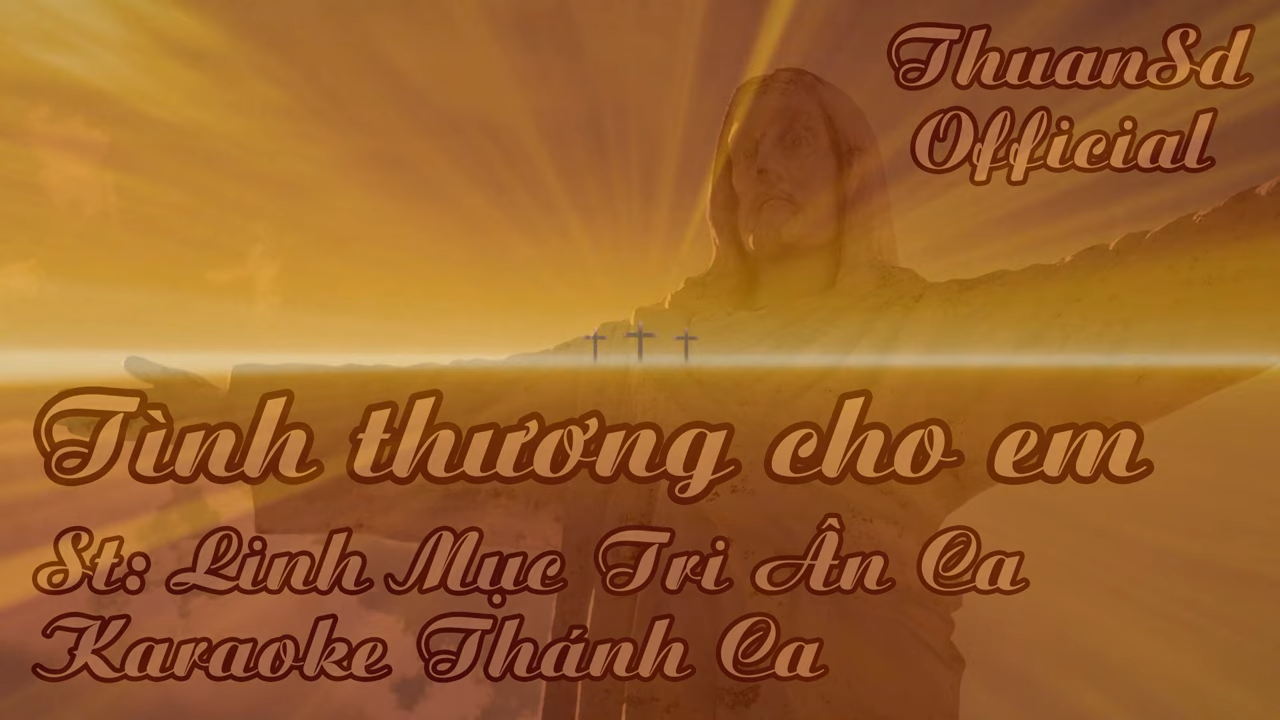 ThuanSd
Official
Tình thương cho em
St: Linh Mục Tri Ân Ca
Karaoke Thánh Ca